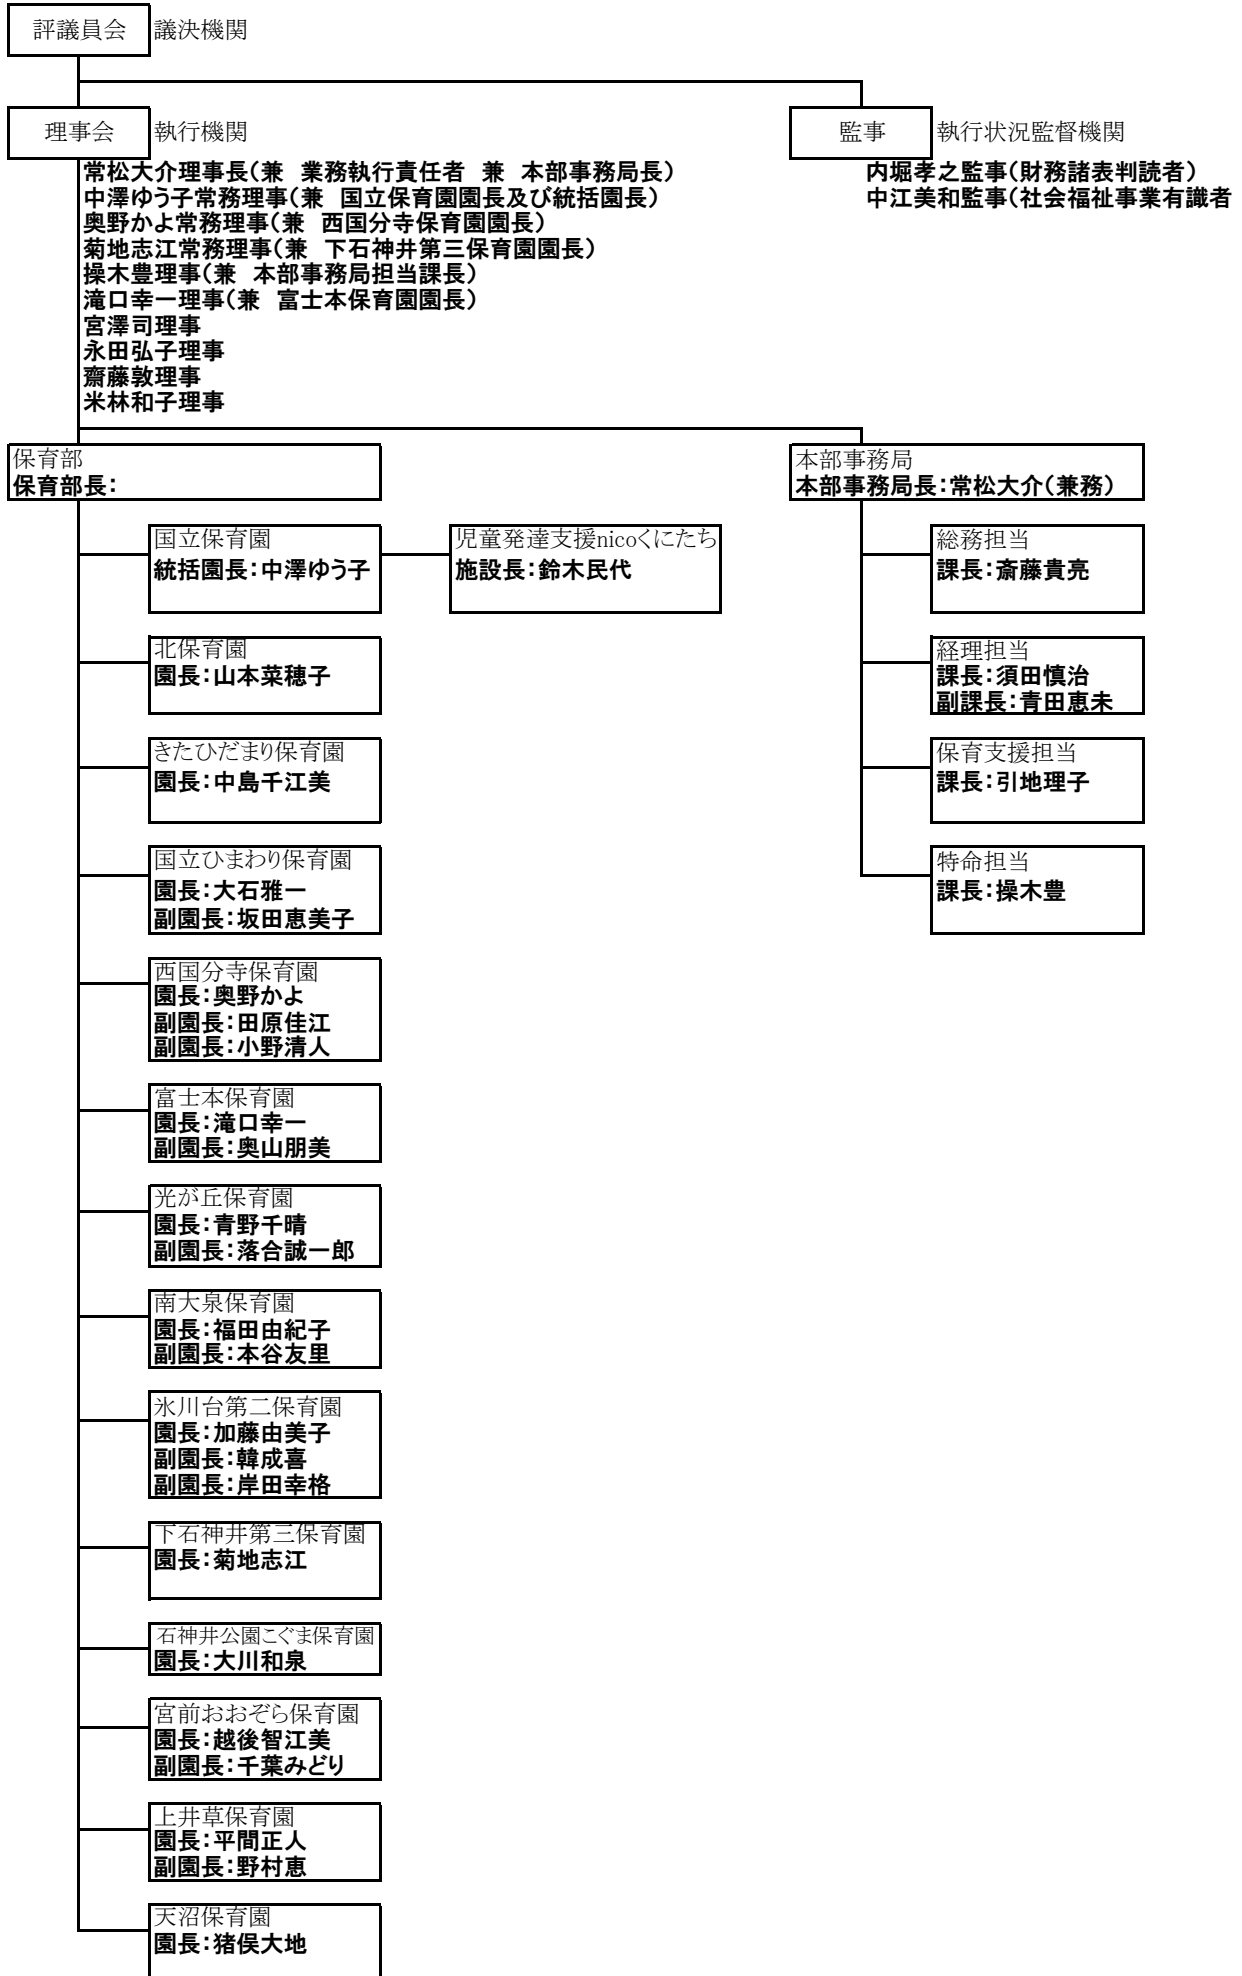 評議員会
議決機関
理事会
執行機関
監事
執行状況監督機関
常松大介理事長（兼　業務執行責任者　兼　本部事務局長）
中澤ゆう子常務理事（兼　国立保育園園長及び統括園長）
奥野かよ常務理事（兼　西国分寺保育園園長）
菊地志江常務理事（兼　下石神井第三保育園園長）
操木豊理事（兼　本部事務局担当課長）
滝口幸一理事（兼　富士本保育園園長）
宮澤司理事
永田弘子理事
齋藤敦理事
米林和子理事
内堀孝之監事（財務諸表判読者）
中江美和監事（社会福祉事業有識者
保育部
保育部長：
本部事務局
本部事務局長：常松大介（兼務）
国立保育園
統括園長：中澤ゆう子
児童発達支援nicoくにたち
施設長：鈴木民代
北保育園
園長：山本菜穂子
きたひだまり保育園
園長：中島千江美
国立ひまわり保育園
園長：大石雅一
副園長：坂田恵美子
西国分寺保育園
園長：奥野かよ
副園長：田原佳江
副園長：小野清人
富士本保育園
園長：滝口幸一
副園長：奥山朋美
光が丘保育園
園長：青野千晴
副園長：落合誠一郎
南大泉保育園
園長：福田由紀子
副園長：本谷友里
氷川台第二保育園
園長：加藤由美子
副園長：韓成喜
副園長：岸田幸格
下石神井第三保育園
園長：菊地志江
石神井公園こぐま保育園
園長：大川和泉
宮前おおぞら保育園
園長：越後智江美
副園長：千葉みどり
上井草保育園
園長：平間正人
副園長：野村恵
天沼保育園
園長：猪俣大地
総務担当
課長：斎藤貴亮
経理担当
課長：須田慎治
副課長：青田恵未
保育支援担当
課長：引地理子
特命担当
課長：操木豊